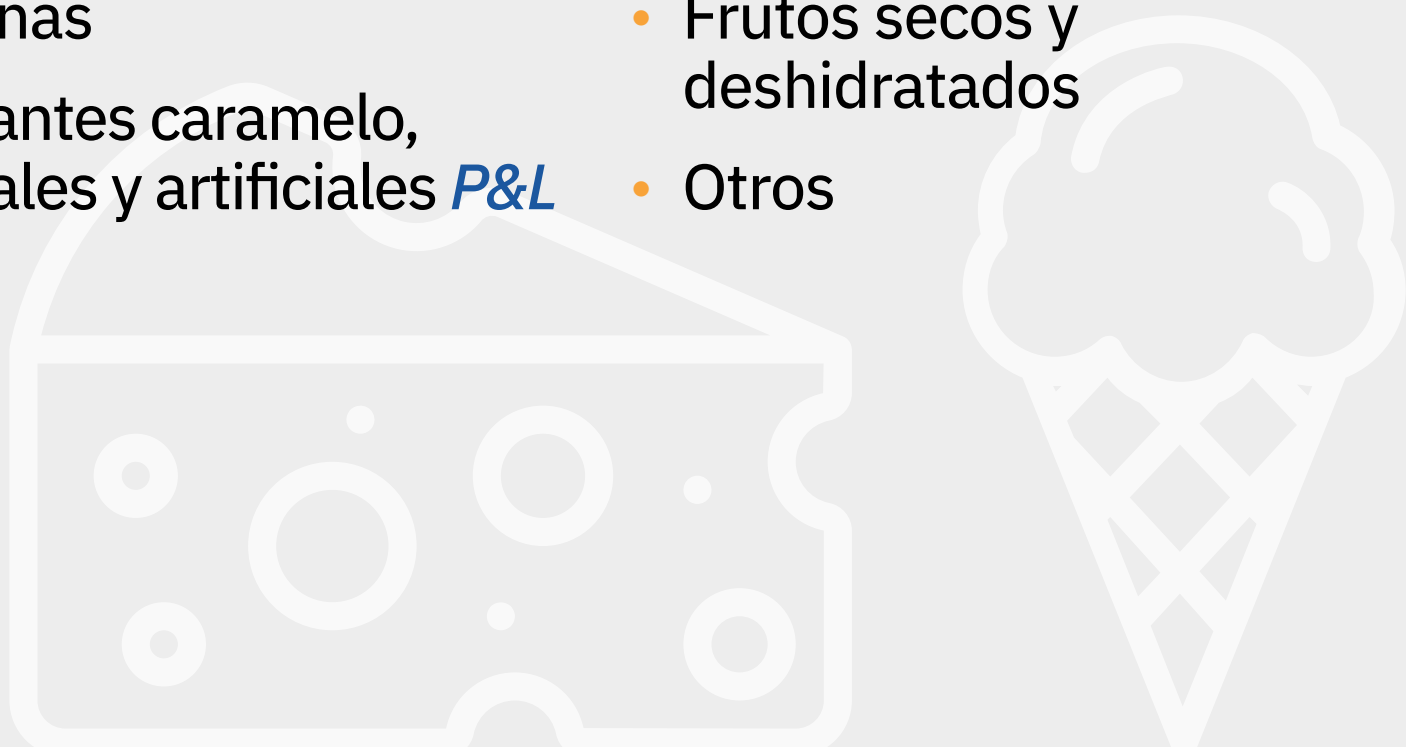 nas
antes caramelo,
ales y artificiales P&L
Frutos secos y
deshidratados
Otros